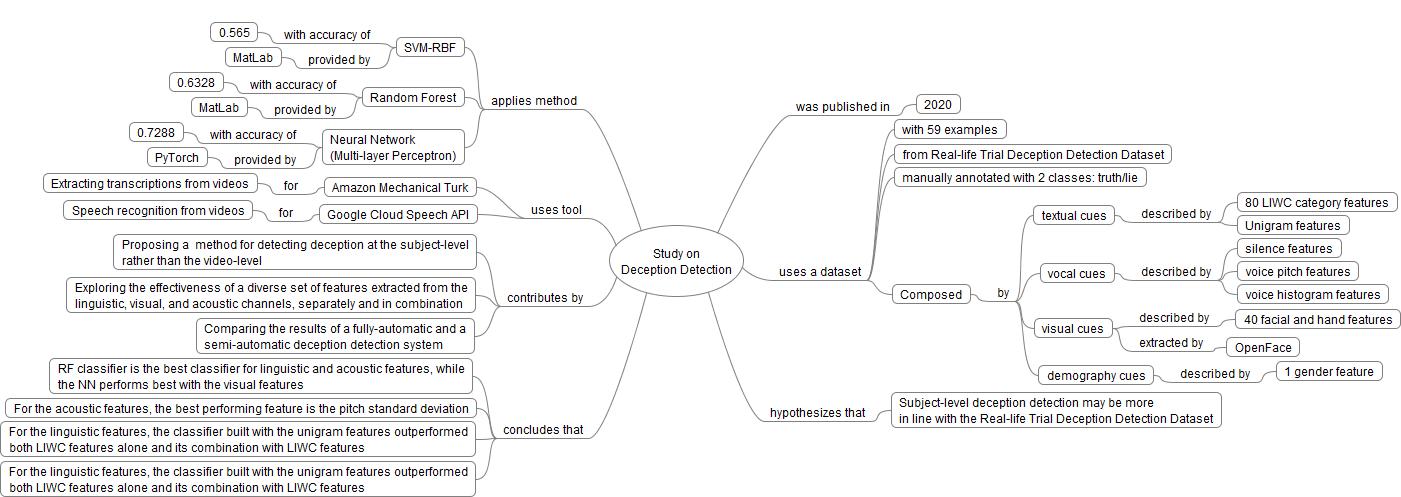 Study on
Deception Detection
applies method
SVM-RBF
with accuracy of
0.565
provided by
MatLab
Random Forest
with accuracy of
0.6328
provided by
MatLab
Neural Network
(Multi-layer Perceptron)
with accuracy of
0.7288
provided by
PyTorch
uses tool
Amazon Mechanical Turk
for
Extracting transcriptions from videos
Google Cloud Speech API
for
Speech recognition from videos
contributes by
Proposing a method for detecting deception at the subject-level
rather than the video-level
Exploring the effectiveness of a diverse set of features extracted from the
linguistic, visual, and acoustic channels, separately and in combination
Comparing the results of a fully-automatic and a
semi-automatic deception detection system
concludes that
RF classifier is the best classifier for linguistic and acoustic features, while
the NN performs best with the visual features
For the acoustic features, the best performing feature is the pitch standard deviation
For the linguistic features, the classifier built with the unigram features outperformed
both LIWC features alone and its combination with LIWC features
For the linguistic features, the classifier built with the unigram features outperformed
both LIWC features alone and its combination with LIWC features
was published in
2020
uses a dataset
with 59 examples
from Real-life Trial Deception Detection Dataset
manually annotated with 2 classes: truth/lie
Composed
by
textual cues
described by
80 LIWC category features
Unigram features
vocal cues
described by
silence features
voice pitch features
voice histogram features
visual cues
described by
40 facial and hand features
extracted by
OpenFace
demography cues
described by
1 gender feature
hypothesizes that
Subject-level deception detection may be more
in line with the Real-life Trial Deception Detection Dataset